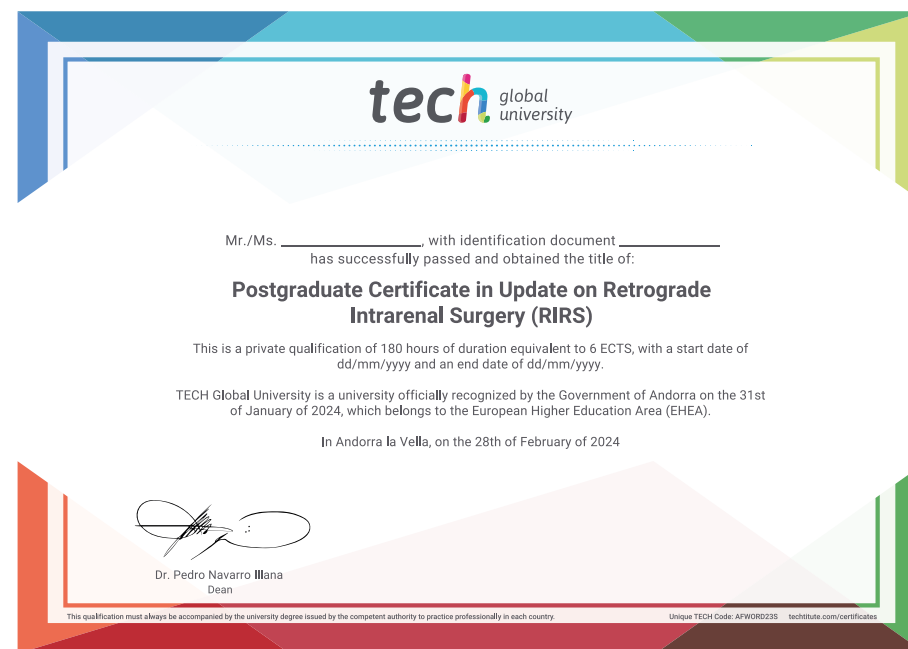 tech global university
Mr./Ms. ____________________, with identification document ______________
has successfully passed and obtained the title of:
Postgraduate Certificate in Update on Retrograde
Intrarenal Surgery (RIRS)
This is a private qualification of 180 hours of duration equivalent to 6 ECTS, with a start date of
dd/mm/yyyy and an end date of dd/mm/yyyy.
TECH Global University is a university officially recognized by the Government of Andorra on the 31st
of January of 2024, which belongs to the European Higher Education Area (EHEA).
In Andorra la Vella, on the 28th of February of 2024
Dr. Pedro Navarro Illana
Dean
This qualification must always be accompanied by the university degree issued by the competent authority to practice professionally in each country. Unique TECH Code: AFWORD23S techtitute.com/certificates